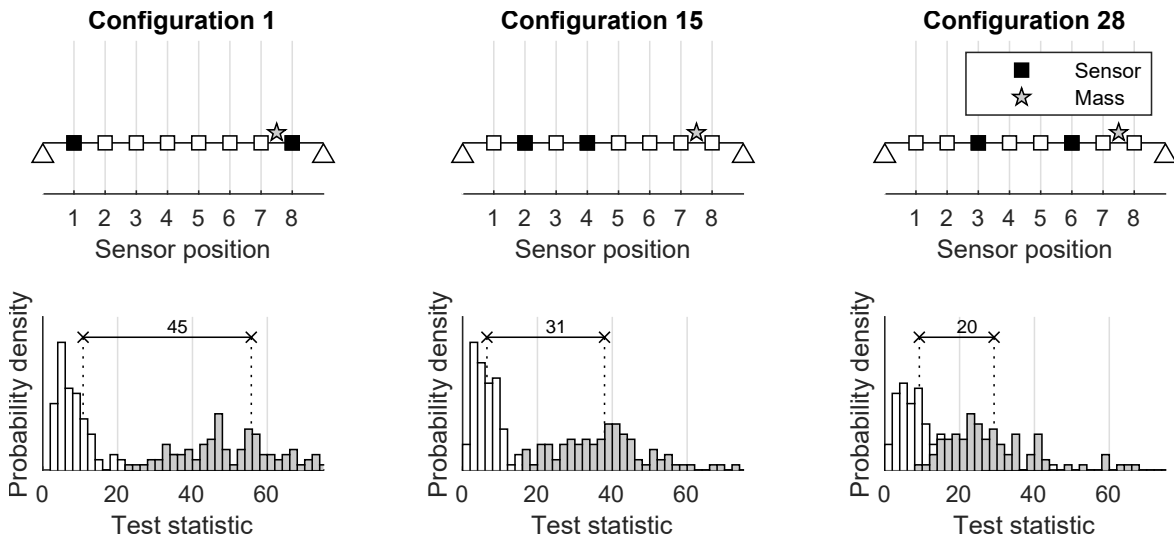 Configuration 1
Configuration 15
Configuration 28
Sensor
Mass
1 2 3 4 5 6 7 8
Sensor position
1 2 3 4 5 6 7 8
Sensor position
1 2 3 4 5 6 7 8
Sensor position
Probability density
45
0 20 40 60
Test statistic
Probability density
31
0 20 40 60
Test statistic
Probability density
20
0 20 40 60
Test statistic